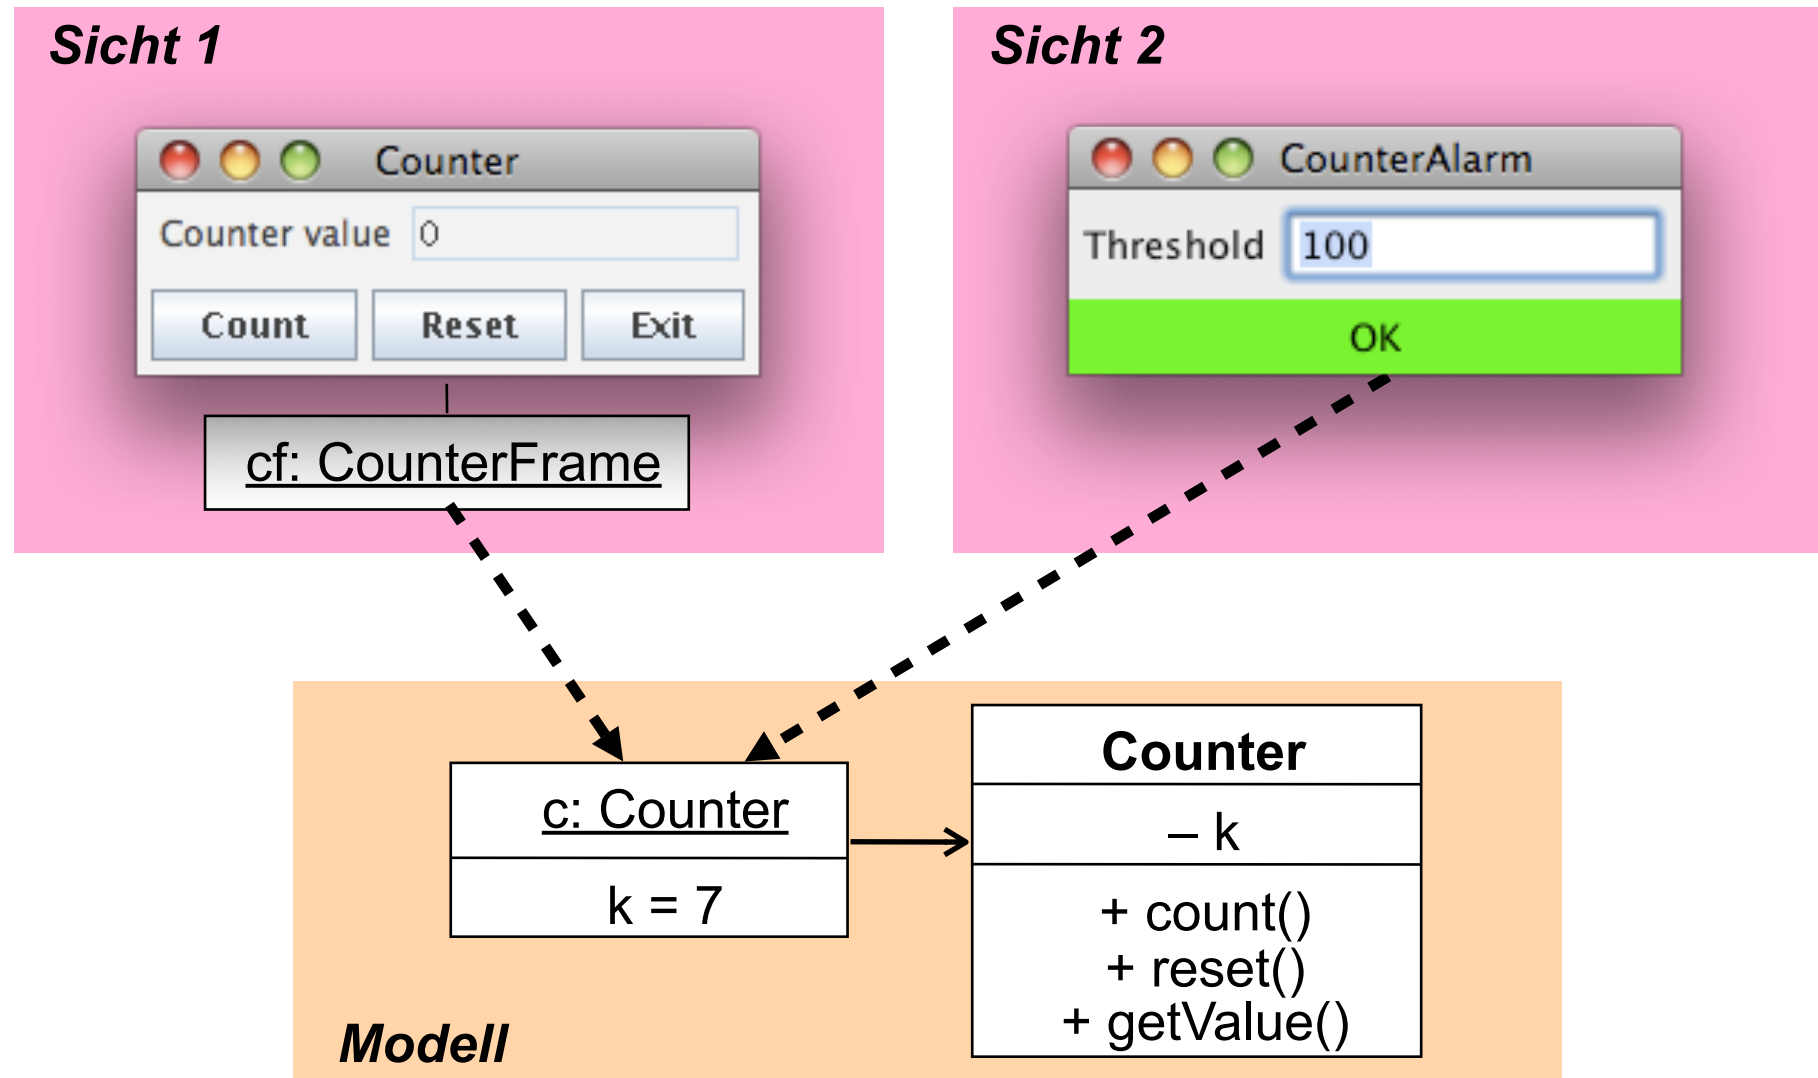 Sicht 1
Counter
Counter value 0
Count Reset Exit
cf: CounterFrame
Sicht 2
CounterAlarm
Threshold 100
OK
c: Counter
k = 7
Counter
– k
+ count()
+ reset()
+ getValue()
Modell